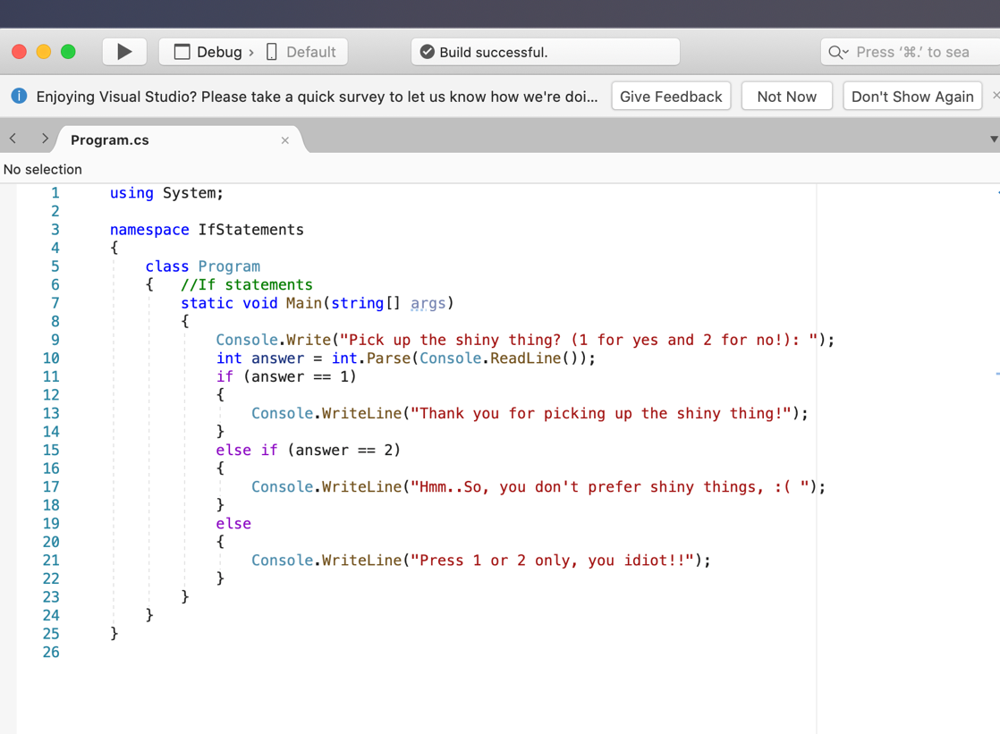 Debug › Default
Build successful.
Press ‘⌘.’ to sea
Enjoying Visual Studio? Please take a quick survey to let us know how we're doi...
Give Feedback
Not Now
Don't Show Again
Program.cs
No selection
1 using System;
2
3 namespace IfStatements
4 {
5 class Program
6 { //If statements
7 static void Main(string[] args)
8 {
9 Console.Write("Pick up the shiny thing? (1 for yes and 2 for no!): ");
10 int answer = int.Parse(Console.ReadLine());
11 if (answer == 1)
12 {
13 Console.WriteLine("Thank you for picking up the shiny thing!");
14 }
15 else if (answer == 2)
16 {
17 Console.WriteLine("Hmm..So, you don't prefer shiny things, :( ");
18 }
19 else
20 {
21 Console.WriteLine("Press 1 or 2 only, you idiot!!");
22 }
23 }
24 }
25 }
26